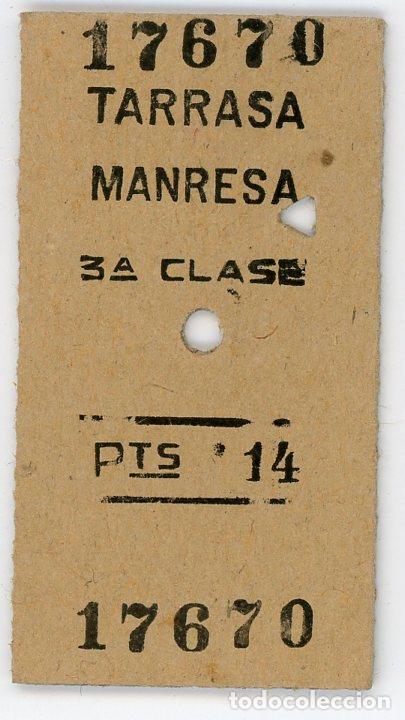 17670
TARRASA
MANRESA
3ª CLASE
PTS 14
17670
todocoleccion